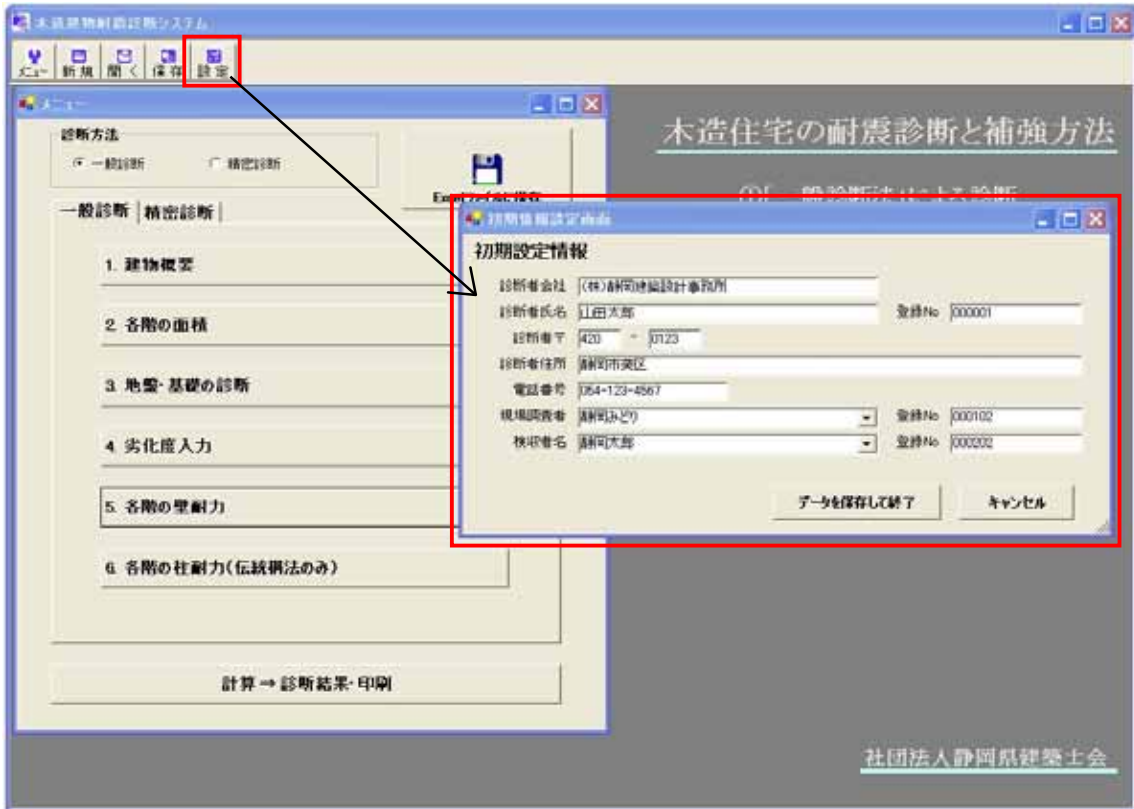 木造建物耐震診断システム
メニュー 新規 開く 保存 設定
メニュー
診断方法
一般診断 精密診断
Excelファイルに保存
一般診断 精密診断
1. 建物概要
2. 各階の面積
3. 地盤・基礎の診断
4. 劣化度入力
5. 各階の壁耐力
6. 各階の柱耐力(伝統構法のみ)
計算⇒診断結果・印刷
木造住宅の耐震診断と補強方法
初期情報設定画面
初期設定情報
診断者会社 (株)静岡建築設計事務所
診断者氏名 山田太郎 登録No 000001
診断者〒 420 - 0123
診断者住所 静岡市葵区
電話番号 054-123-4567
現場調査者 静岡みどり 登録No 000102
検収者名 静岡太郎 登録No 000202
データを保存して終了 キャンセル
社団法人静岡県建築士会